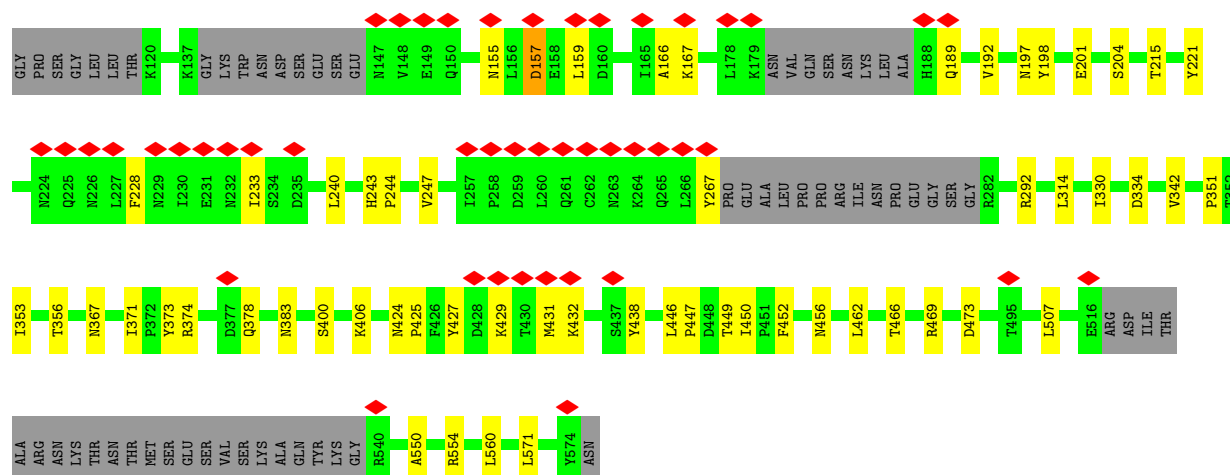 GLY PRO SER GLY LEU LEU THR K120 K137 GLY LYS TRP ASN ASP SER GLU SER GLU N147 V148 E149 Q150 N155 L156 D157 E158 L159 D160 I165 A166 K167 L178 K179 ASN VAL GLN SER ASN LYS LEU ALA H188 Q189 V192 N197 Y198 E201 S204 T215 Y221
N224 Q225 N226 L227 F228 N229 I230 E231 N232 I233 S234 D235 L240 H243 P244 V247 I257 P258 D259 L260 Q261 C262 N263 K264 Q265 L266 Y267 PRO GLU ALA LEU PRO PRO ARG ILE ASN PRO GLU GLY SER GLY R282 R292 L314 I330 D334 V342 P351 T352
I353 T356 N367 I371 P372 Y373 R374 D377 Q378 N383 S400 K406 N424 P425 F426 Y427 D428 K429 T430 M431 K432 S437 Y438 L446 P447 D448 T449 I450 P451 F452 N456 L462 T466 R469 D473 T495 L507 E516 ARG ASP ILE THR
ALA ARG ASN LYS THR ASN THR MET SER GLU SER VAL SER LYS ALA GLN TYR LYS GLY R540 A550 R554 L560 L571 Y574 ASN